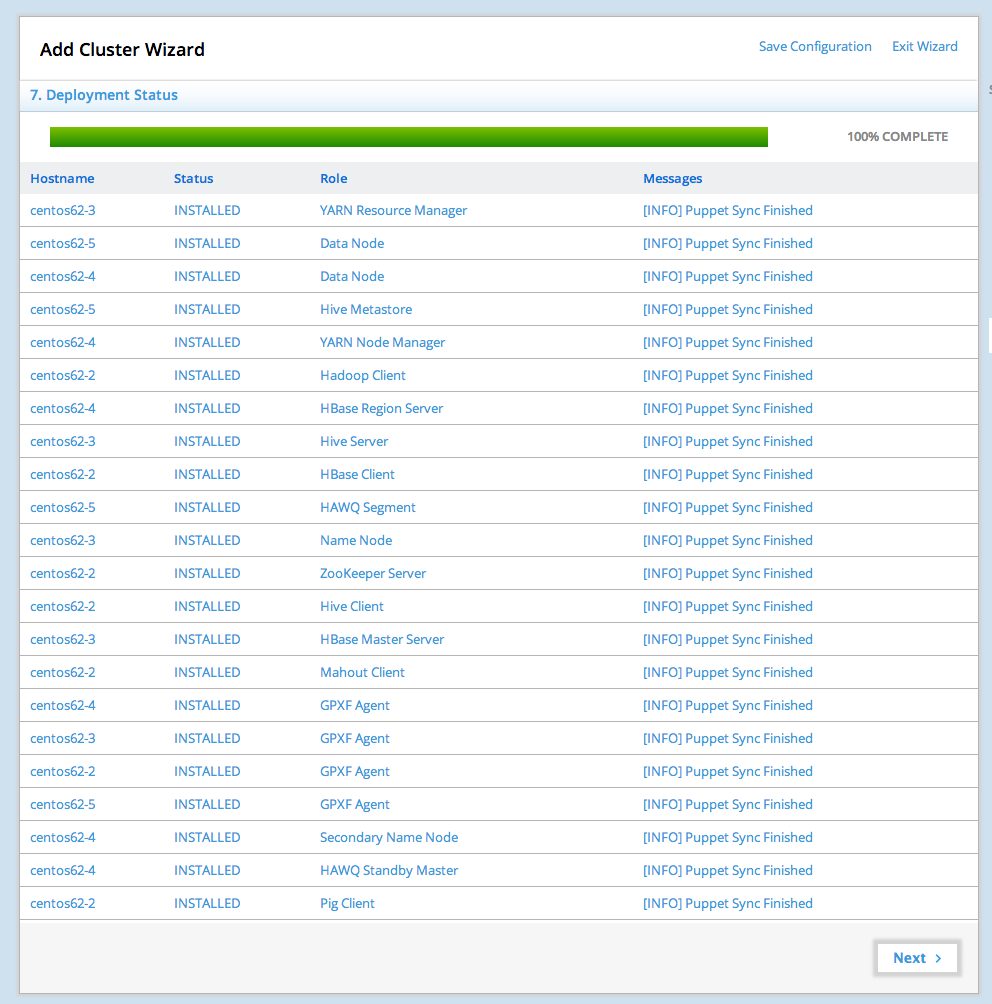 Add Cluster Wizard
Save Configuration Exit Wizard
7. Deployment Status
100% COMPLETE
Hostname Status Role Messages
centos62-3 INSTALLED YARN Resource Manager [INFO] Puppet Sync Finished
centos62-5 INSTALLED Data Node [INFO] Puppet Sync Finished
centos62-4 INSTALLED Data Node [INFO] Puppet Sync Finished
centos62-5 INSTALLED Hive Metastore [INFO] Puppet Sync Finished
centos62-4 INSTALLED YARN Node Manager [INFO] Puppet Sync Finished
centos62-2 INSTALLED Hadoop Client [INFO] Puppet Sync Finished
centos62-4 INSTALLED HBase Region Server [INFO] Puppet Sync Finished
centos62-3 INSTALLED Hive Server [INFO] Puppet Sync Finished
centos62-2 INSTALLED HBase Client [INFO] Puppet Sync Finished
centos62-5 INSTALLED HAWQ Segment [INFO] Puppet Sync Finished
centos62-3 INSTALLED Name Node [INFO] Puppet Sync Finished
centos62-2 INSTALLED ZooKeeper Server [INFO] Puppet Sync Finished
centos62-2 INSTALLED Hive Client [INFO] Puppet Sync Finished
centos62-3 INSTALLED HBase Master Server [INFO] Puppet Sync Finished
centos62-2 INSTALLED Mahout Client [INFO] Puppet Sync Finished
centos62-4 INSTALLED GPXF Agent [INFO] Puppet Sync Finished
centos62-3 INSTALLED GPXF Agent [INFO] Puppet Sync Finished
centos62-2 INSTALLED GPXF Agent [INFO] Puppet Sync Finished
centos62-5 INSTALLED GPXF Agent [INFO] Puppet Sync Finished
centos62-4 INSTALLED Secondary Name Node [INFO] Puppet Sync Finished
centos62-4 INSTALLED HAWQ Standby Master [INFO] Puppet Sync Finished
centos62-2 INSTALLED Pig Client [INFO] Puppet Sync Finished
Next >